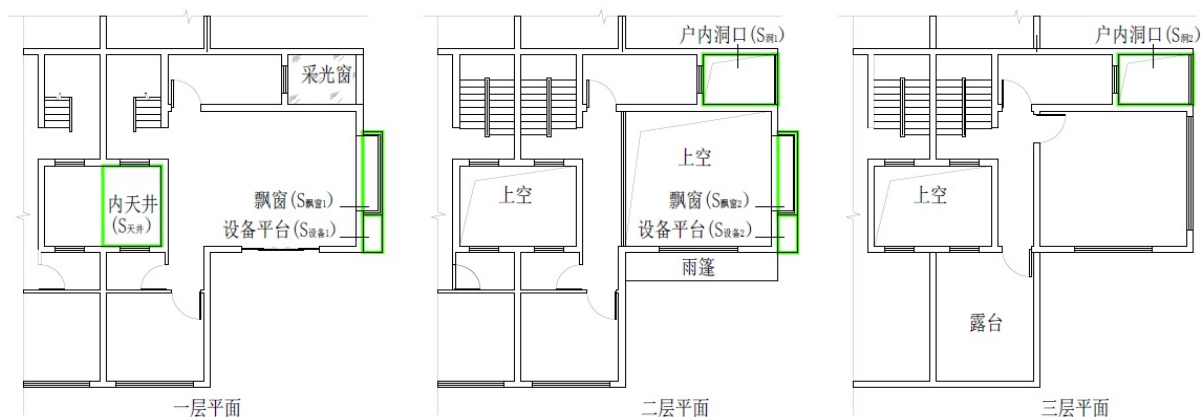 采光窗
内天井
(S天井)
飘窗(S飘窗1)
设备平台(S设备1)
一层平面
户内洞口(S洞1)
上空
上空
飘窗(S飘窗2)
设备平台(S设备2)
雨篷
二层平面
户内洞口(S洞2)
上空
露台
三层平面